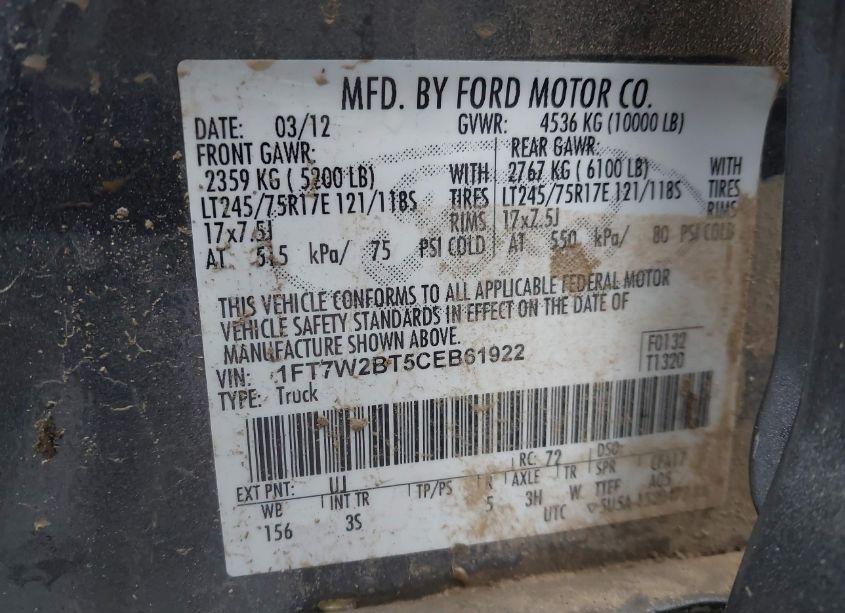 MFD. BY FORD MOTOR CO.
DATE: 03/12 GVWR: 4536 KG (10000 LB)
FRONT GAWR: REAR GAWR:
2359 KG ( 5200 LB) WITH 2767 KG ( 6100 LB) WITH
LT245/75R17E 121/118S TIRES LT245/75R17E 121/118S TIRES
17x7.5J RIMS 17x7.5J RIMS
AT 515 kPa/ 75 PSI COLD AT 550 kPa/ 80 PSI COLD
THIS VEHICLE CONFORMS TO ALL APPLICABLE FEDERAL MOTOR
VEHICLE SAFETY STANDARDS IN EFFECT ON THE DATE OF
MANUFACTURE SHOWN ABOVE.
VIN: 1FT7W2BT5CEB61922 F0132
TYPE: Truck T1320
EXT PNT: UJ RC: 72 DSO:
WB INT TR TP/PS R AXLE TR SPR
156 3S 5 3H W
UTC